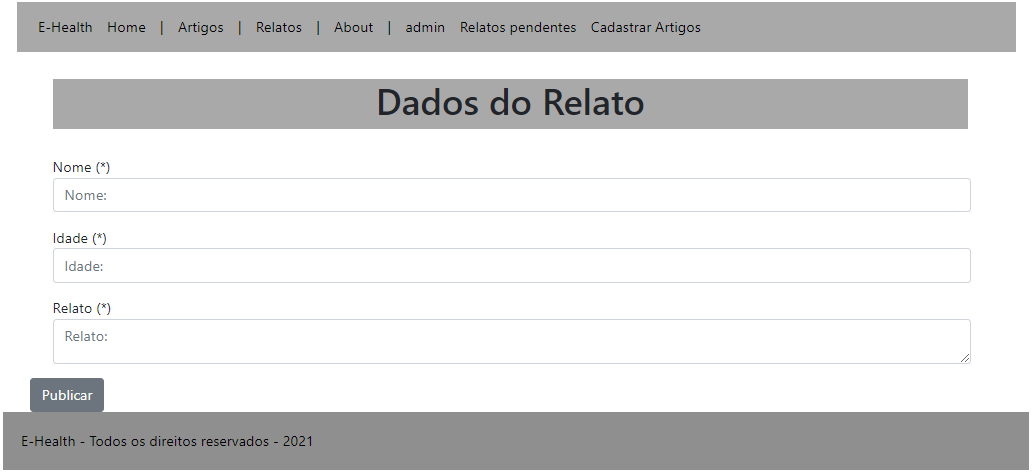 E-Health Home | Artigos | Relatos | About | admin Relatos pendentes Cadastrar Artigos
Dados do Relato
Nome (*)
Nome:
Idade (*)
Idade:
Relato (*)
Relato:
Publicar
E-Health - Todos os direitos reservados - 2021